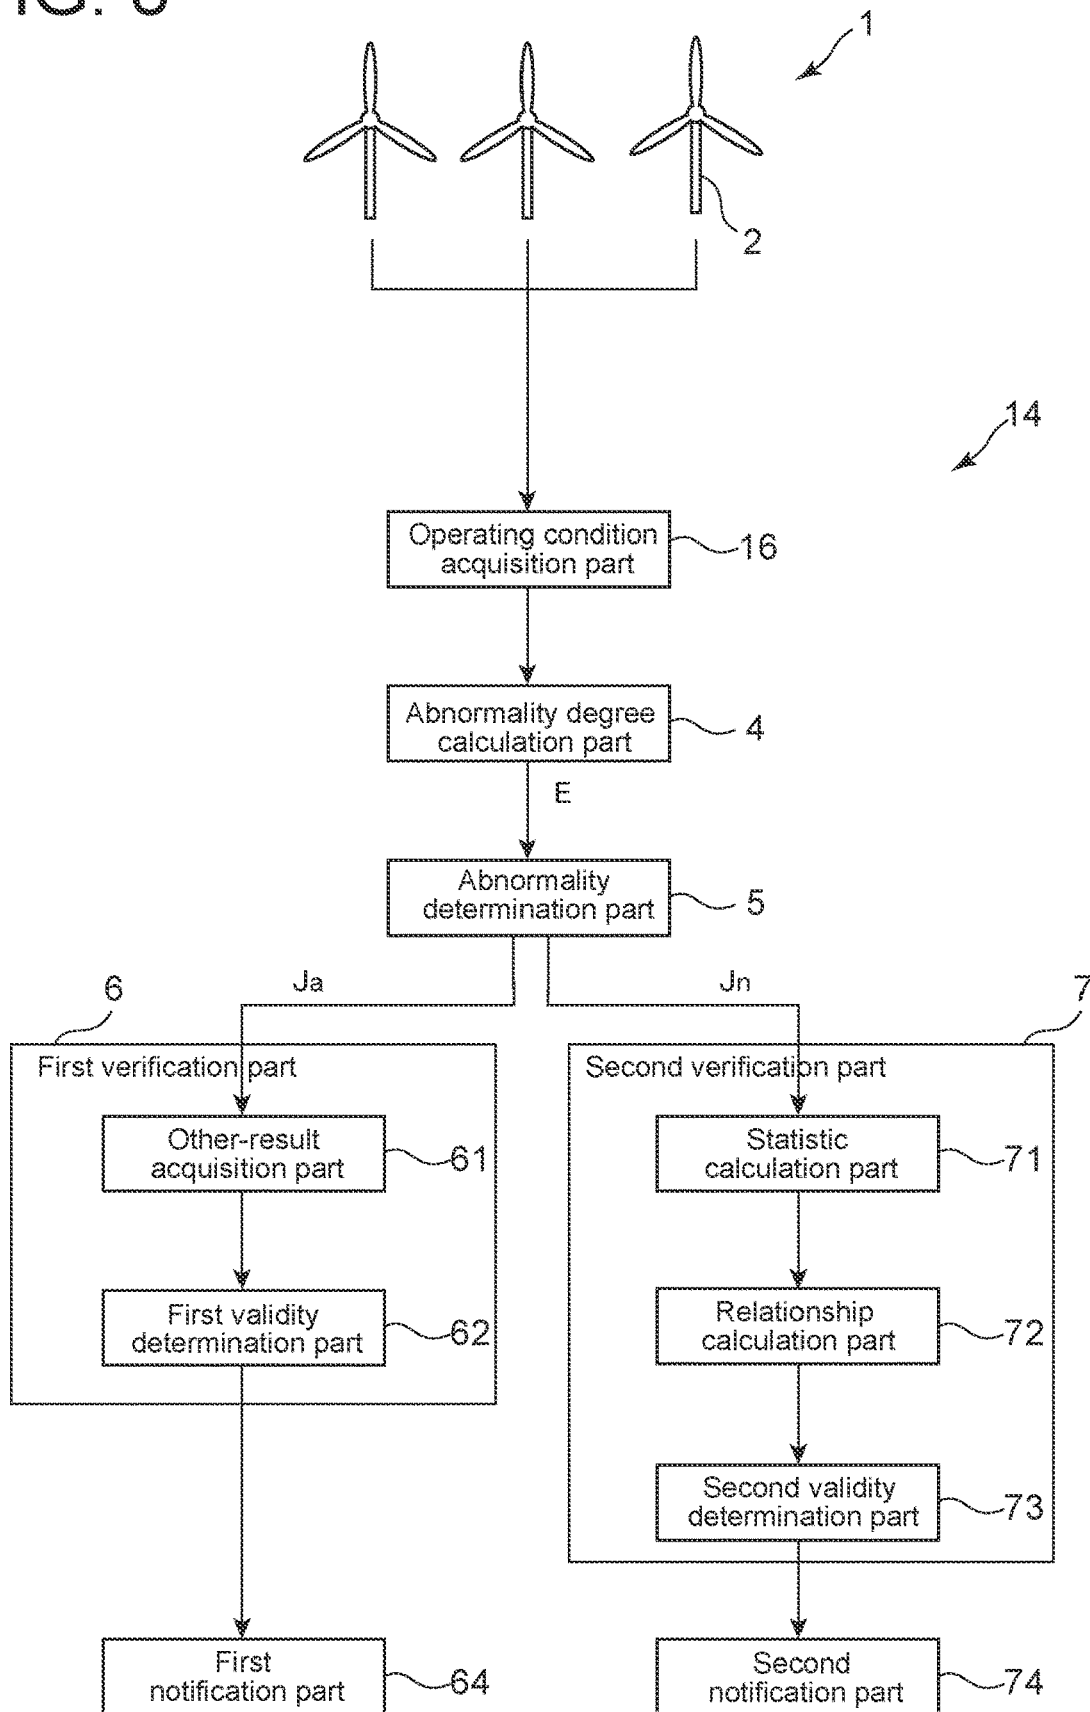 1
2
14
Operating condition
acquisition part
16
Abnormality degree
calculation part
4
E
Abnormality
determination part
5
Ja
Jn
6
7
First verification part
Second verification part
Other-result
acquisition part
61
Statistic
calculation part
71
First validity
determination part
62
Relationship
calculation part
72
Second validity
determination part
73
First
notification part
64
Second
notification part
74